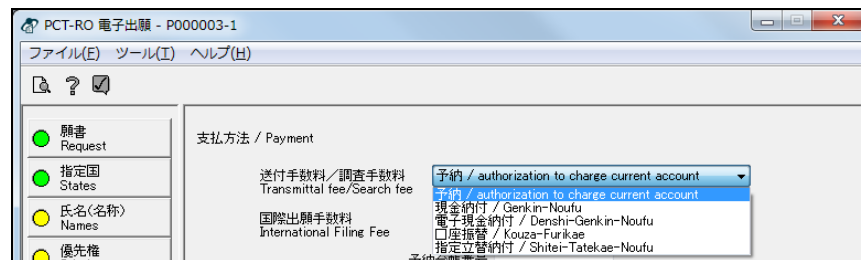 PCT-RO 電子出願 - P000003-1
ファイル(F) ツール(T) ヘルプ(H)
願書
Request
指定国
States
氏名(名称)
Names
優先権
支払方法 / Payment
送付手数料／調査手数料
Transmittal fee/Search fee
予納 / authorization to charge current account
予納 / authorization to charge current account
現金納付 / Genkin-Noufu
電子現金納付 / Denshi-Genkin-Noufu
口座振替 / Kouza-Furikae
指定立替納付 / Shitei-Tatekae-Noufu
国際出願手数料
International Filing Fee